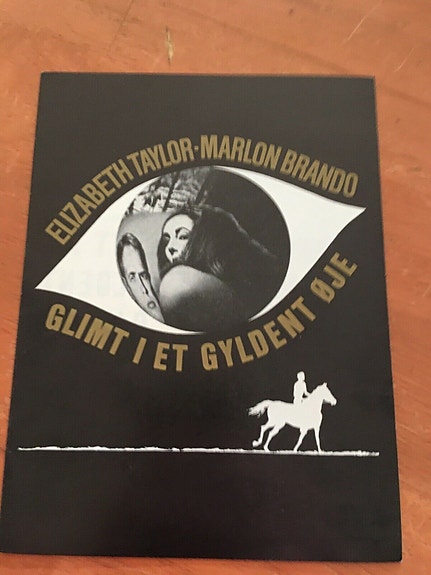 ELIZABETH TAYLOR·MARLON BRANDO
GLIMT I ET GYLDENT ØJE